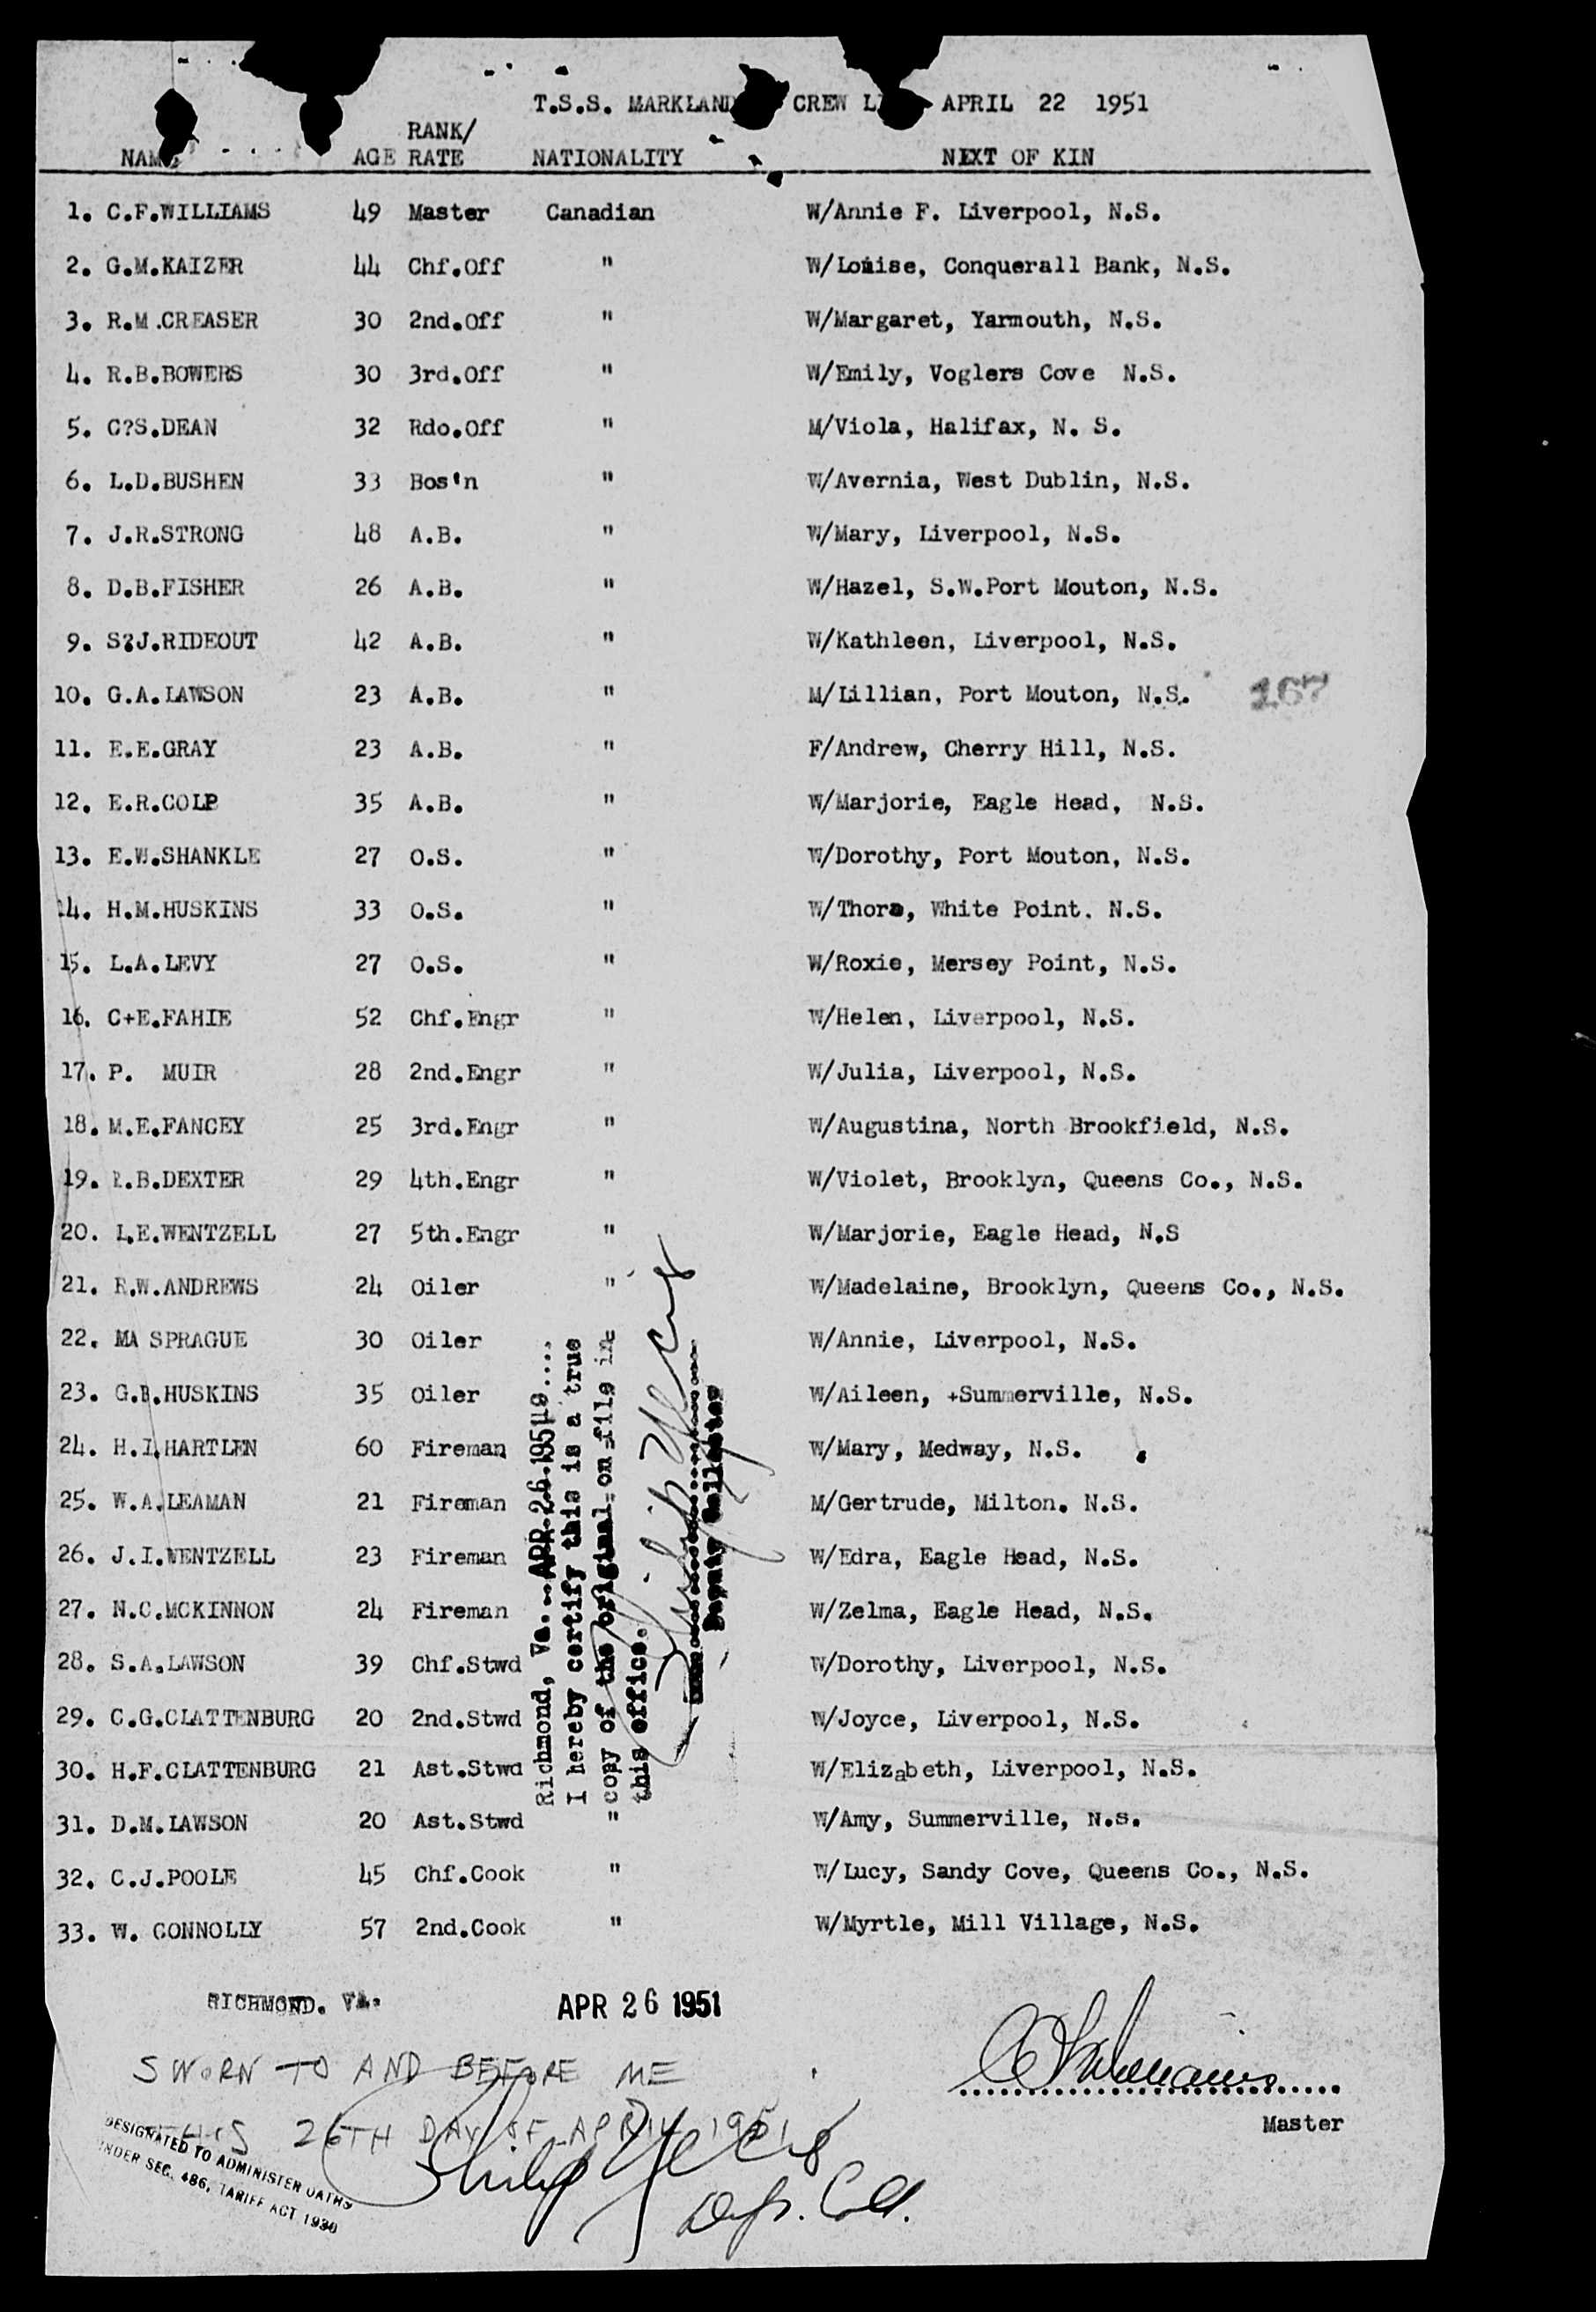 T.S.S. MARKLAND CREW APRIL 22 1951
RANK/
AGE RATE NATIONALITY NEXT OF KIN
1. C.F.WILLIAMS 49 Master Canadian W/Annie F. Liverpool, N.S.
2. G.M.KAIZER 44 Chf.Off " W/Louise, Conquerall Bank, N.S.
3. R.M.CREASER 30 2nd.Off " W/Margaret, Yarmouth, N.S.
4. R.B.BOWERS 30 3rd.Off " W/Emily, Voglers Cove N.S.
5. C?S.DEAN 32 Rdo.Off " M/Viola, Halifax, N. S.
6. L.D.BUSHEN 33 Bos'n " W/Avernia, West Dublin, N.S.
7. J.R.STRONG 48 A.B. " W/Mary, Liverpool, N.S.
8. D.B.FISHER 26 A.B. " W/Hazel, S.W.Port Mouton, N.S.
9. S?J.RIDEOUT 42 A.B. " W/Kathleen, Liverpool, N.S.
10. G.A.LAWSON 23 A.B. " M/Lillian, Port Mouton, N.S. 167
11. E.E.GRAY 23 A.B. " F/Andrew, Cherry Hill, N.S.
12. E.R.COLP 35 A.B. " W/Marjorie, Eagle Head, N.S.
13. E.W.SHANKLE 27 O.S. " W/Dorothy, Port Mouton, N.S.
14. H.M.HUSKINS 33 O.S. " W/Thora, White Point. N.S.
15. L.A.LEVY 27 O.S. " W/Roxie, Mersey Point, N.S.
16. C+E.FAHIE 52 Chf.Engr " W/Helen, Liverpool, N.S.
17. P. MUIR 28 2nd.Engr " W/Julia, Liverpool, N.S.
18. M.E.FANCEY 25 3rd.Engr " W/Augustina, North Brookfield, N.S.
19. R.B.DEXTER 29 4th.Engr " W/Violet, Brooklyn, Queens Co., N.S.
20. L.E.WENTZELL 27 5th.Engr " W/Marjorie, Eagle Head, N.S
21. R.W.ANDREWS 24 Oiler " W/Madelaine, Brooklyn, Queens Co., N.S.
22. MA SPRAGUE 30 Oiler W/Annie, Liverpool, N.S.
23. G.B.HUSKINS 35 Oiler W/Aileen, +Summerville, N.S.
24. H.I.HARTLEN 60 Fireman W/Mary, Medway, N.S.
25. W.A.LEAMAN 21 Fireman M/Gertrude, Milton. N.S.
26. J.I.WENTZELL 23 Fireman W/Edra, Eagle Head, N.S.
27. N.C.MCKINNON 24 Fireman W/Zelma, Eagle Head, N.S.
28. S.A.LAWSON 39 Chf.Stwd W/Dorothy, Liverpool, N.S.
29. C.G.CLATTENBURG 20 2nd.Stwd W/Joyce, Liverpool, N.S.
30. H.F.CLATTENBURG 21 Ast.Stwd W/Elizabeth, Liverpool, N.S.
31. D.M.LAWSON 20 Ast.Stwd " W/Amy, Summerville, N.S.
32. C.J.POOLE 45 Chf.Cook " W/Lucy, Sandy Cove, Queens Co., N.S.
33. W. CONNOLLY 57 2nd.Cook " W/Myrtle, Mill Village, N.S.
Richmond, Va. APR 26 1951 19....
I hereby certify this is a true
copy of the original on file in
this office.
Deputy Collector
RICHMOND. VA. APR 26 1951
SWORN TO AND BEFORE ME
THIS 26TH DAY OF APRIL 1951
Master
DESIGNATED TO ADMINISTER OATHS
UNDER SEC. 486, TARIFF ACT 1930
Dep. Coll.